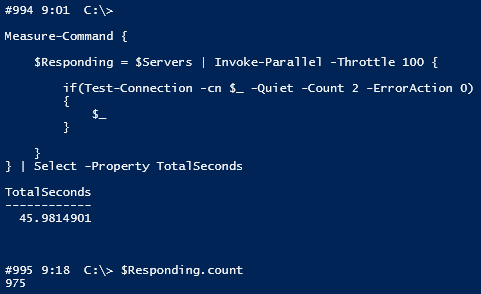 #994 9:01 C:\>
Measure-Command {
$Responding = $Servers | Invoke-Parallel -Throttle 100 {
if(Test-Connection -cn $_ -Quiet -Count 2 -ErrorAction 0)
{
$_
}
}
} | Select -Property TotalSeconds
TotalSeconds
------------
45.9814901
#995 9:18 C:\> $Responding.count
975